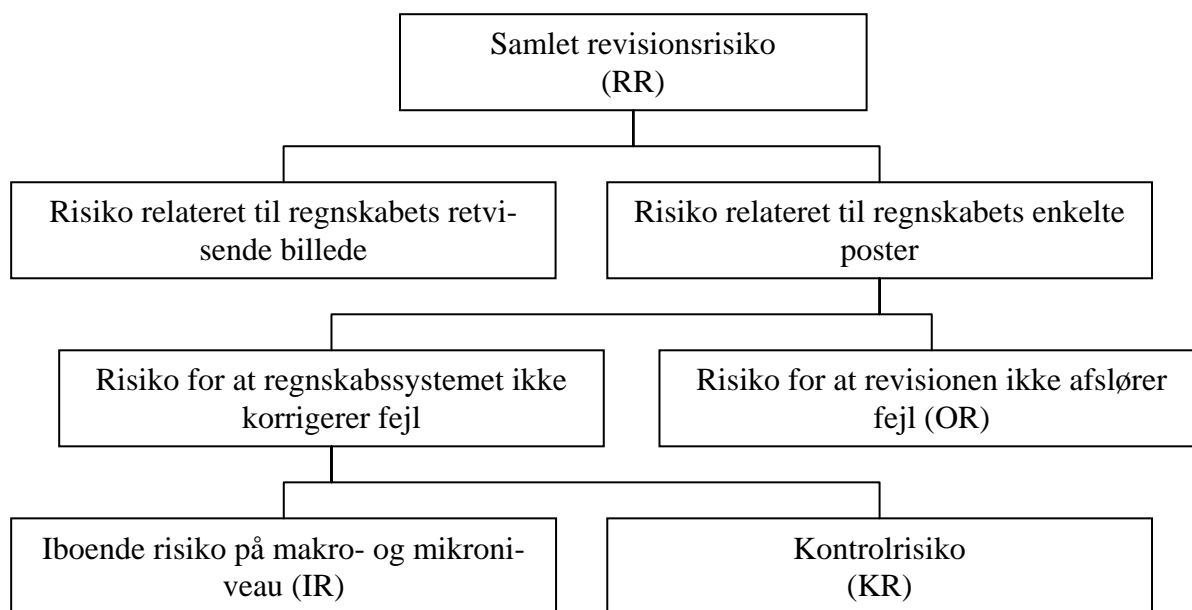 Samlet revisionsrisiko
(RR)
Risiko relateret til regnskabets retvi-
sende billede
Risiko relateret til regnskabets enkelte
poster
Risiko for at regnskabssystemet ikke
korrigerer fejl
Risiko for at revisionen ikke afslører
fejl (OR)
Iboende risiko på makro- og mikroni-
veau (IR)
Kontrolrisiko
(KR)